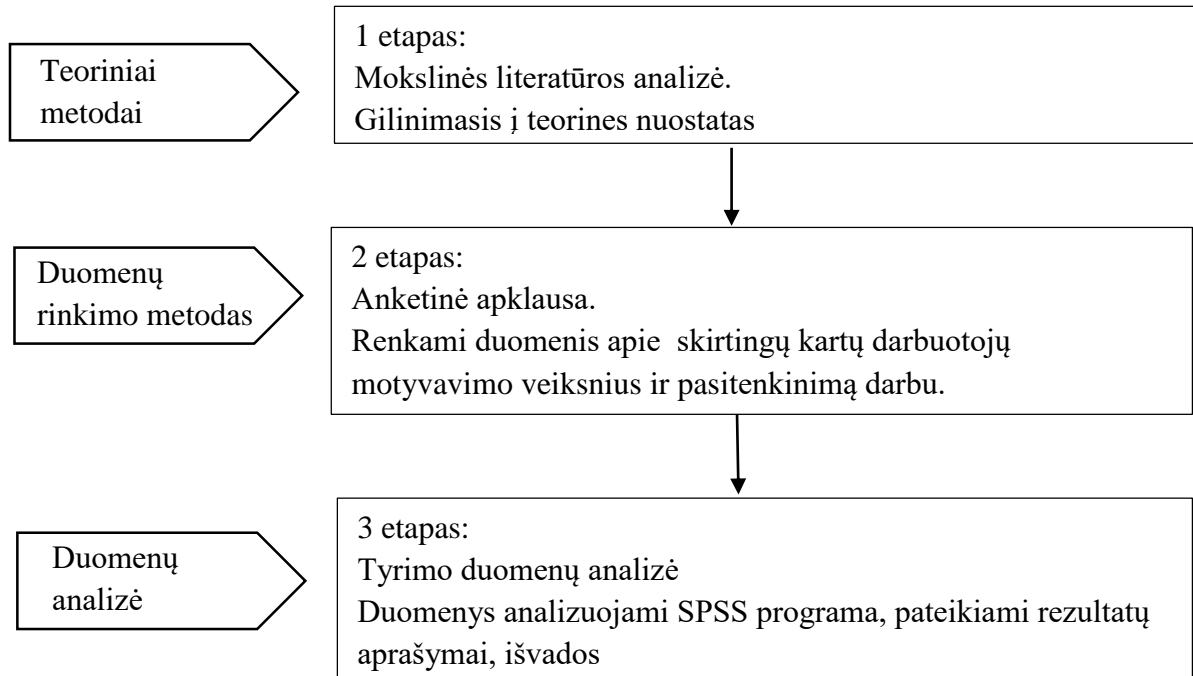 Teoriniai
metodai
1 etapas:
Mokslinės literatūros analizė.
Gilinimasis į teorines nuostatas
Duomenų
rinkimo metodas
2 etapas:
Anketinė apklausa.
Renkami duomenis apie skirtingų kartų darbuotojų
motyvavimo veiksnius ir pasitenkinimą darbu.
Duomenų
analizė
3 etapas:
Tyrimo duomenų analizė
Duomenys analizuojami SPSS programa, pateikiami rezultatų
aprašymai, išvados